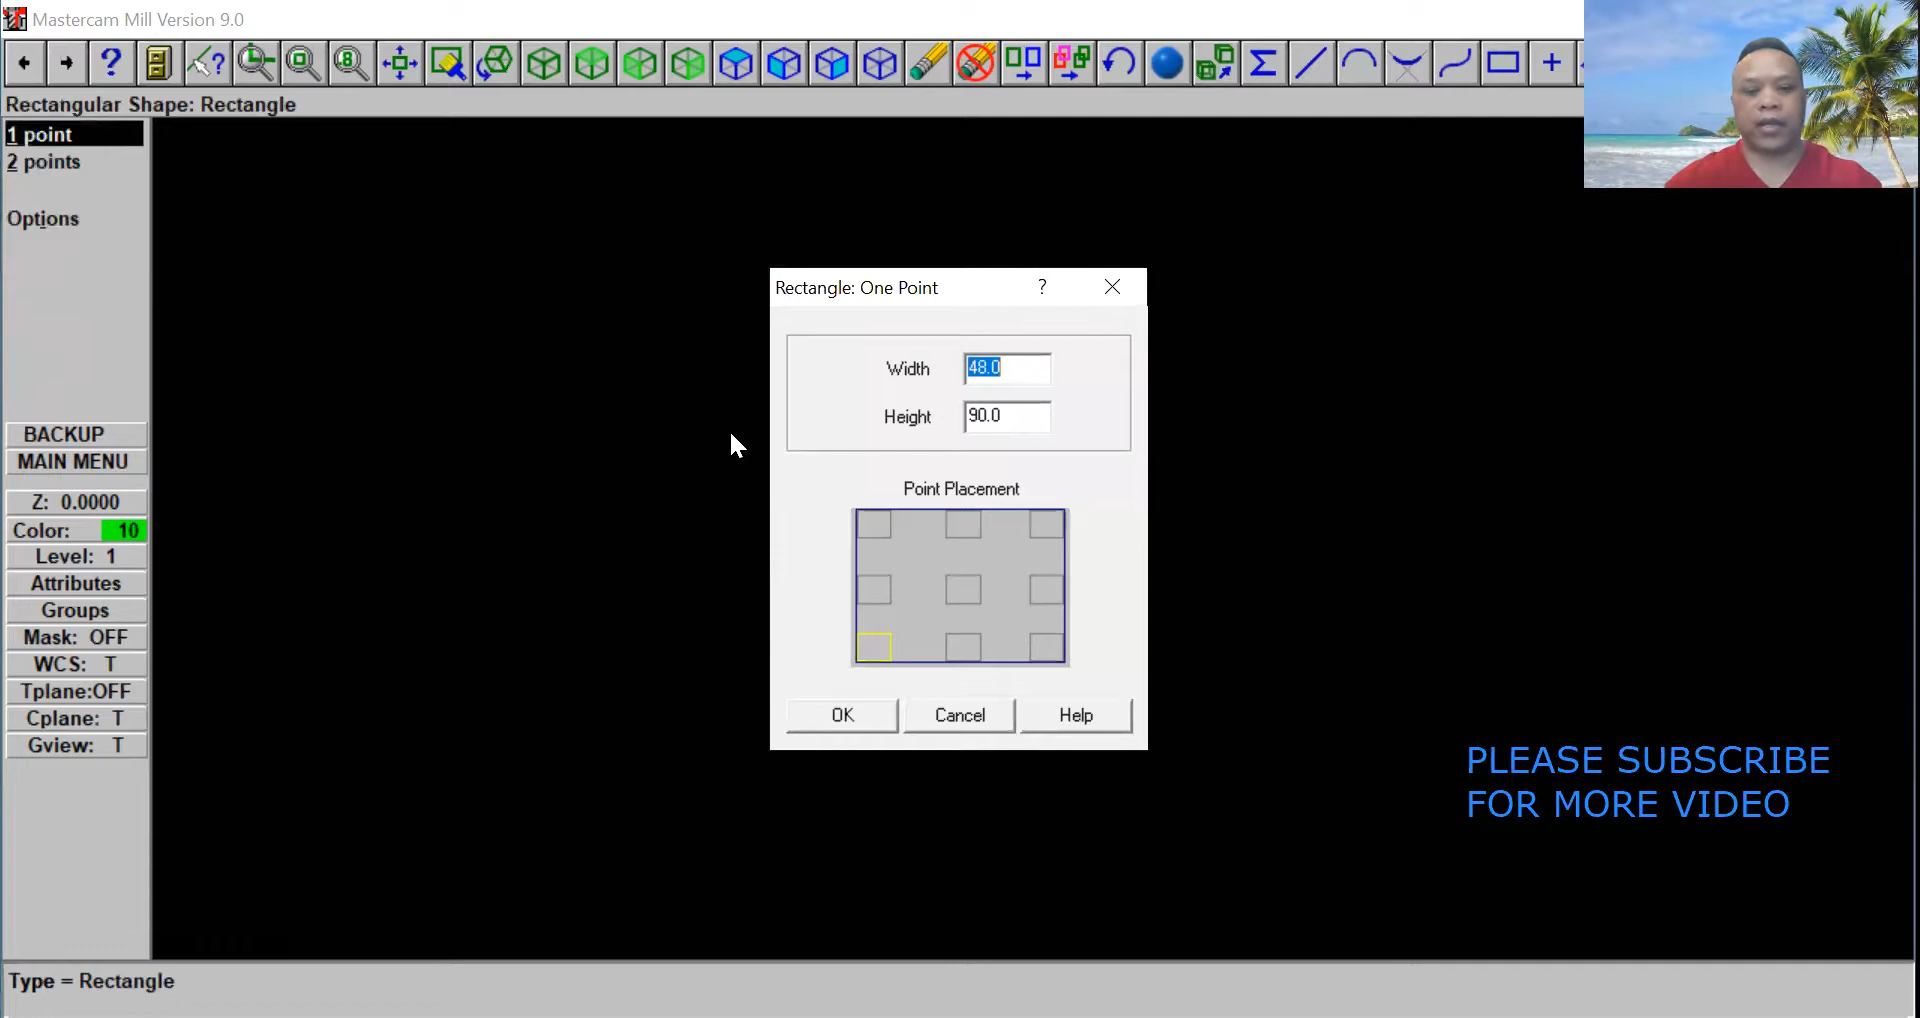 Mastercam Mill Version 9.0
Rectangular Shape: Rectangle
1 point
2 points
Options
BACKUP
MAIN MENU
Z: 0.0000
Color: 10
Level: 1
Attributes
Groups
Mask: OFF
WCS: T
Tplane:OFF
Cplane: T
Gview: T
Rectangle: One Point
Width 48.0
Height 90.0
Point Placement
OK Cancel Help
PLEASE SUBSCRIBE
FOR MORE VIDEO
Type = Rectangle